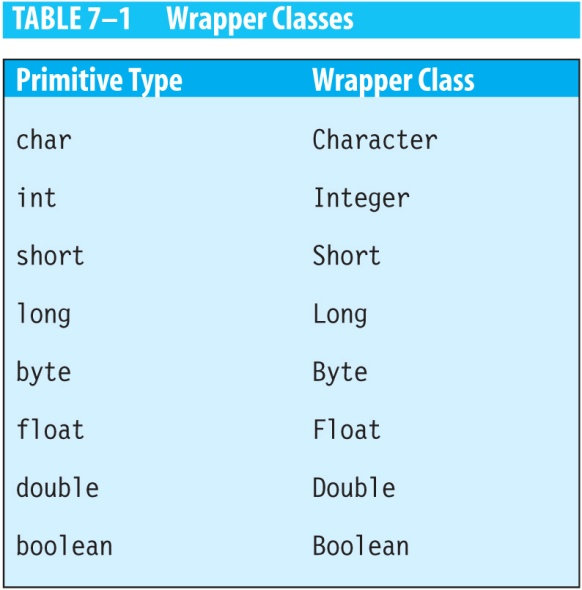 TABLE 7–1 Wrapper Classes
Primitive Type Wrapper Class
char Character
int Integer
short Short
long Long
byte Byte
float Float
double Double
boolean Boolean